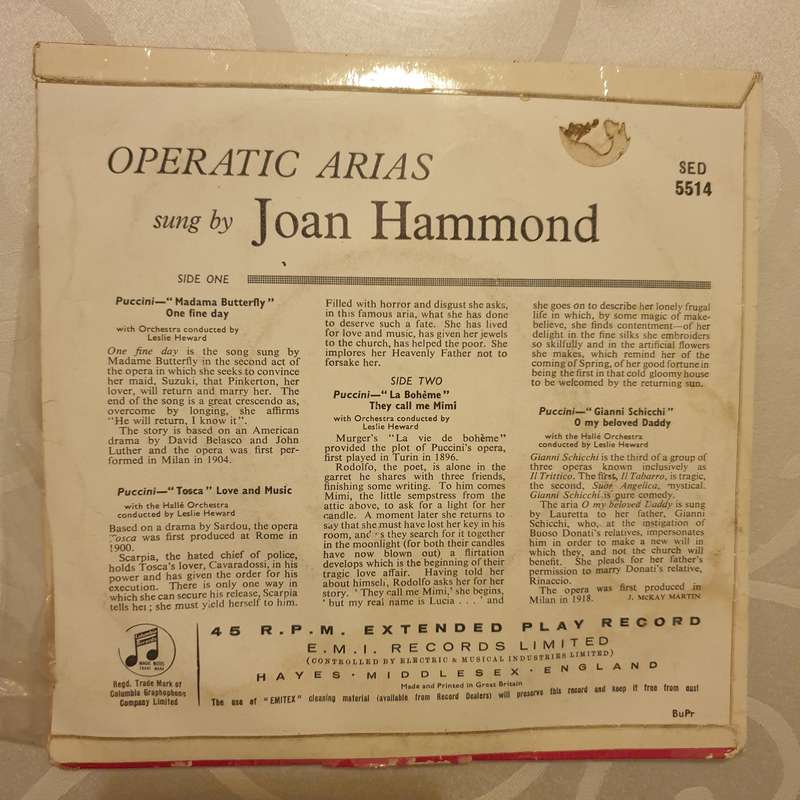 OPERATIC ARIAS
sung by Joan Hammond
SED
5514
SIDE ONE
Puccini—“Madama Butterfly”
One fine day
with Orchestra conducted by
Leslie Heward
One fine day is the song sung by
Madame Butterfly in the second act of
the opera in which she seeks to convince
her maid, Suzuki, that Pinkerton, her
lover, will return and marry her. The
end of the song is a great crescendo as,
overcome by longing, she affirms
“He will return, I know it”.
The story is based on an American
drama by David Belasco and John
Luther and the opera was first per-
formed in Milan in 1904.
Puccini—“Tosca” Love and Music
with the Hallé Orchestra
conducted by Leslie Heward
Based on a drama by Sardou, the opera
Tosca was first produced at Rome in
1900.
Scarpia, the hated chief of police,
holds Tosca's lover, Cavaradossi, in his
power and has given the order for his
execution. There is only one way in
which she can secure his release, Scarpia
tells her; she must yield herself to him.
Filled with horror and disgust she asks,
in this famous aria, what she has done
to deserve such a fate. She has lived
for love and music, has given her jewels
to the church, has helped the poor. She
implores her Heavenly Father not to
forsake her.
SIDE TWO
Puccini—“La Bohême”
They call me Mimi
with Orchestra conducted by
Leslie Heward
Murger's “La vie de bohème”
provided the plot of Puccini's opera,
first produced in Turin in 1896.
Rodolfo, the poet, is alone in the
garret he shares with three friends,
finishing some writing. To him comes
Mimi, the little sempstress from the
attic above, to ask for a light for her
candle. A moment later she returns to
say that she must have lost her key in his
room, and as they search for it together
in the moonlight (for both their candles
have now blown out) a flirtation
develops which is the beginning of their
tragic love affair. Having told her
about himself, Rodolfo asks her for her
story. ‘They call me Mimi,’ she begins,
‘but my real name is Lucia . . .’ and
she goes on to describe her lonely frugal
life in which, by some magic of make-
believe, she finds contentment—of her
delight in the fine silks she embroiders
so skilfully and in the artificial flowers
she makes, which remind her of the
coming of Spring, of her good fortune in
being the first in that cold gloomy house
to be welcomed by the returning sun.
Puccini—“Gianni Schicchi”
O my beloved Daddy
with the Hallé Orchestra
conducted by Leslie Heward
Gianni Schicchi is the third of a group of
three operas known inclusively as
Il Trittico. The first, Il Tabarro, is tragic,
the second, Suor Angelica, mystical.
Gianni Schicchi is pure comedy.
The aria O my beloved Daddy is sung
by Lauretta to her father, Gianni
Schicchi, who, at the instigation of
Buoso Donati's relatives, impersonates
him in order to make a new will in
which they, and not the church will
benefit. She pleads for her father's
permission to marry Donati's relative,
Rinaccio.
The opera was first produced in
Milan in 1918. J. McKAY MARTIN
Columbia
Records
MAGIC NOTES
TRADE MARK
Regd. Trade Mark of
Columbia Graphophone
Company Limited
45 R.P.M. EXTENDED PLAY RECORD
E.M.I. RECORDS LIMITED
(CONTROLLED BY ELECTRIC & MUSICAL INDUSTRIES LIMITED)
HAYES · MIDDLESEX · ENGLAND
Made and Printed in Great Britain
The use of “EMITEX” cleaning material (available from Record Dealers) will preserve this record and keep it free from dust
BuPr